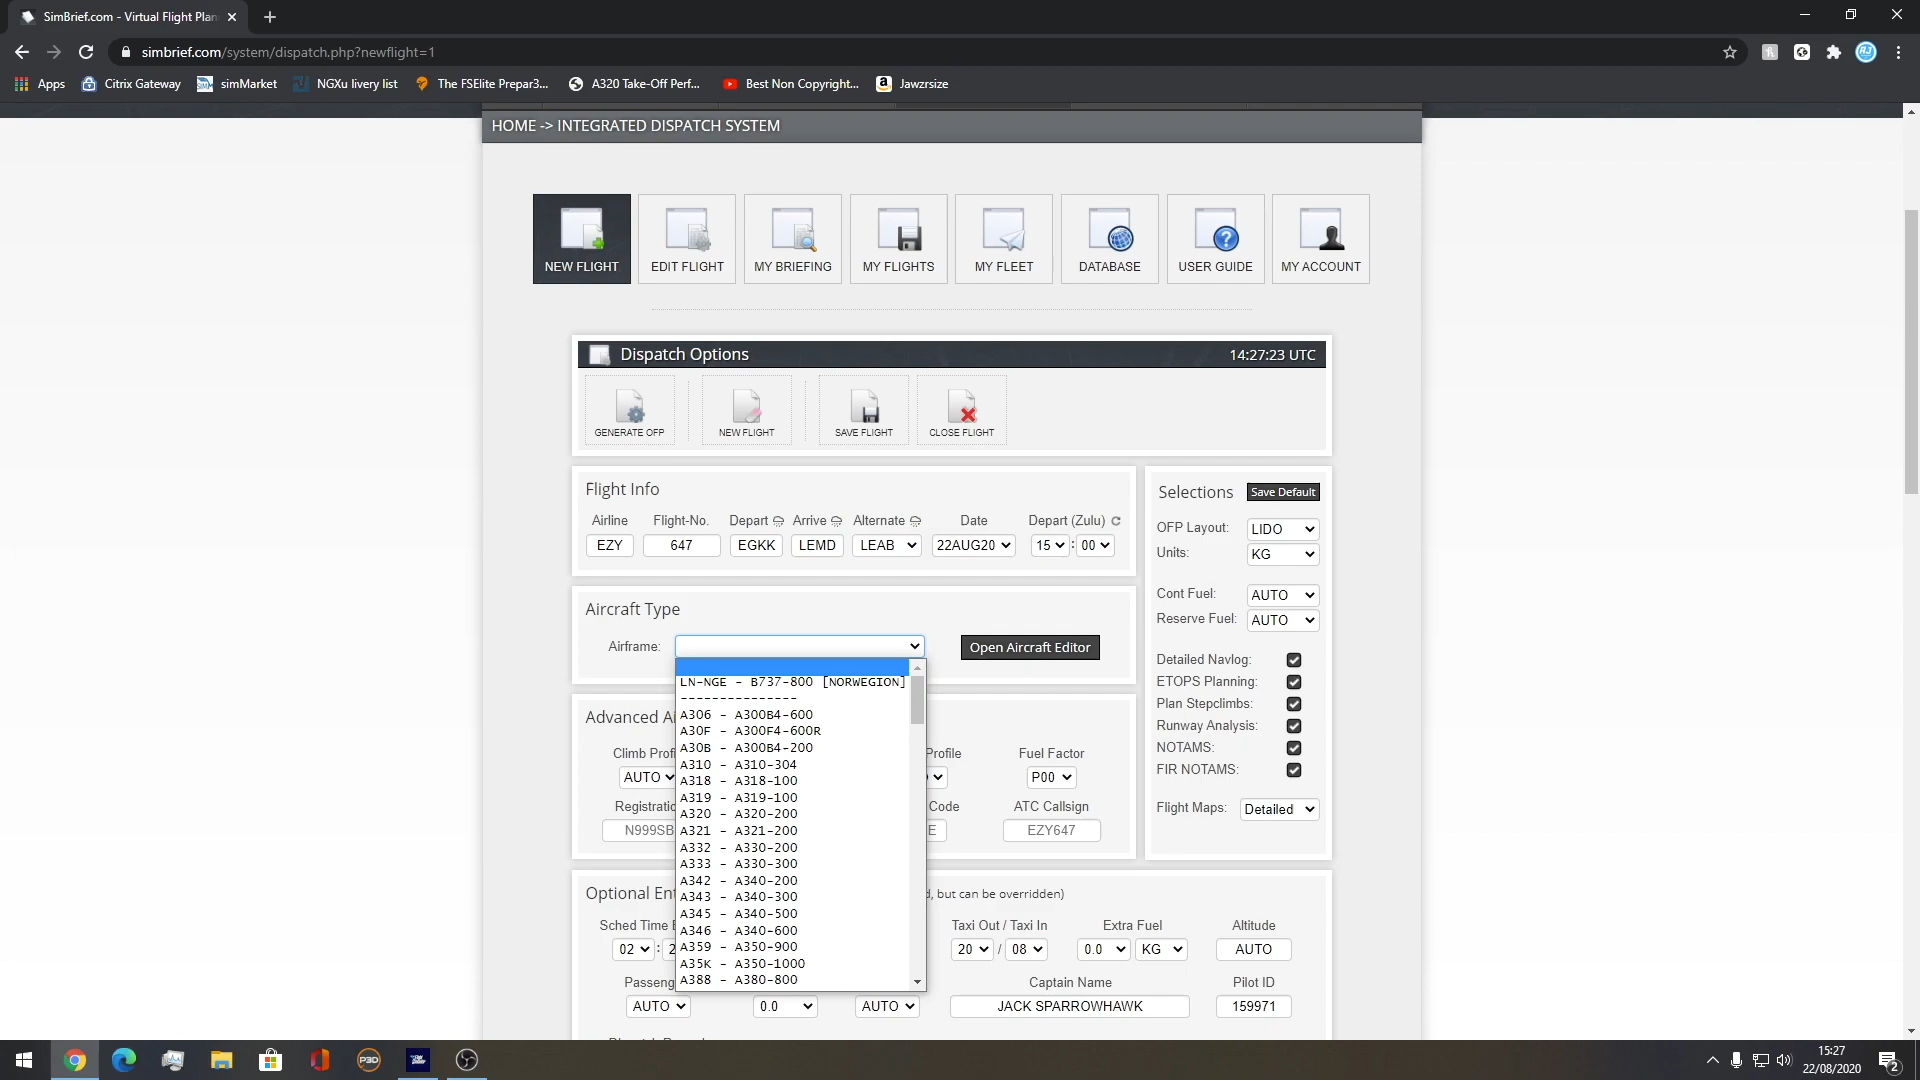 SimBrief.com - Virtual Flight Plan
simbrief.com/system/dispatch.php?newflight=1
Apps
Citrix Gateway
simMarket
NGXu livery list
The FSElite Prepar3...
A320 Take-Off Perf...
Best Non Copyright...
Jawzrsize
HOME -> INTEGRATED DISPATCH SYSTEM
NEW FLIGHT
EDIT FLIGHT
MY BRIEFING
MY FLIGHTS
MY FLEET
DATABASE
USER GUIDE
MY ACCOUNT
Dispatch Options
14:27:23 UTC
GENERATE OFP
NEW FLIGHT
SAVE FLIGHT
CLOSE FLIGHT
Flight Info
Airline
Flight-No.
Depart
Arrive
Alternate
Date
Depart (Zulu)
EZY
647
EGKK
LEMD
LEAB
22AUG20
15 : 00
Selections
Save Default
OFP Layout: LIDO
Units: KG
Cont Fuel: AUTO
Reserve Fuel: AUTO
Detailed Navlog:
ETOPS Planning:
Plan Stepclimbs:
Runway Analysis:
NOTAMS:
FIR NOTAMS:
Flight Maps: Detailed
Aircraft Type
Airframe:
Open Aircraft Editor
LN-NGE - B737-800 [NORWEGION]
---------------
A306 - A300B4-600
A30F - A300F4-600R
A30B - A300B4-200
A310 - A310-304
A318 - A318-100
A319 - A319-100
A320 - A320-200
A321 - A321-200
A332 - A330-200
A333 - A330-300
A342 - A340-200
A343 - A340-300
A345 - A340-500
A346 - A340-600
A359 - A350-900
A35K - A350-1000
A388 - A380-800
Advanced Ai
Climb Prof
Profile
Fuel Factor
AUTO
P00
Registratio
Code
ATC Callsign
N999SB
E
EZY647
Optional Ent
d, but can be overridden)
Sched Time E
Taxi Out / Taxi In
Extra Fuel
Altitude
02 : 2
20 / 08
0.0
KG
AUTO
Passeng
Captain Name
Pilot ID
AUTO
0.0
AUTO
JACK SPARROWHAWK
159971
P3D
15:27
22/08/2020
2